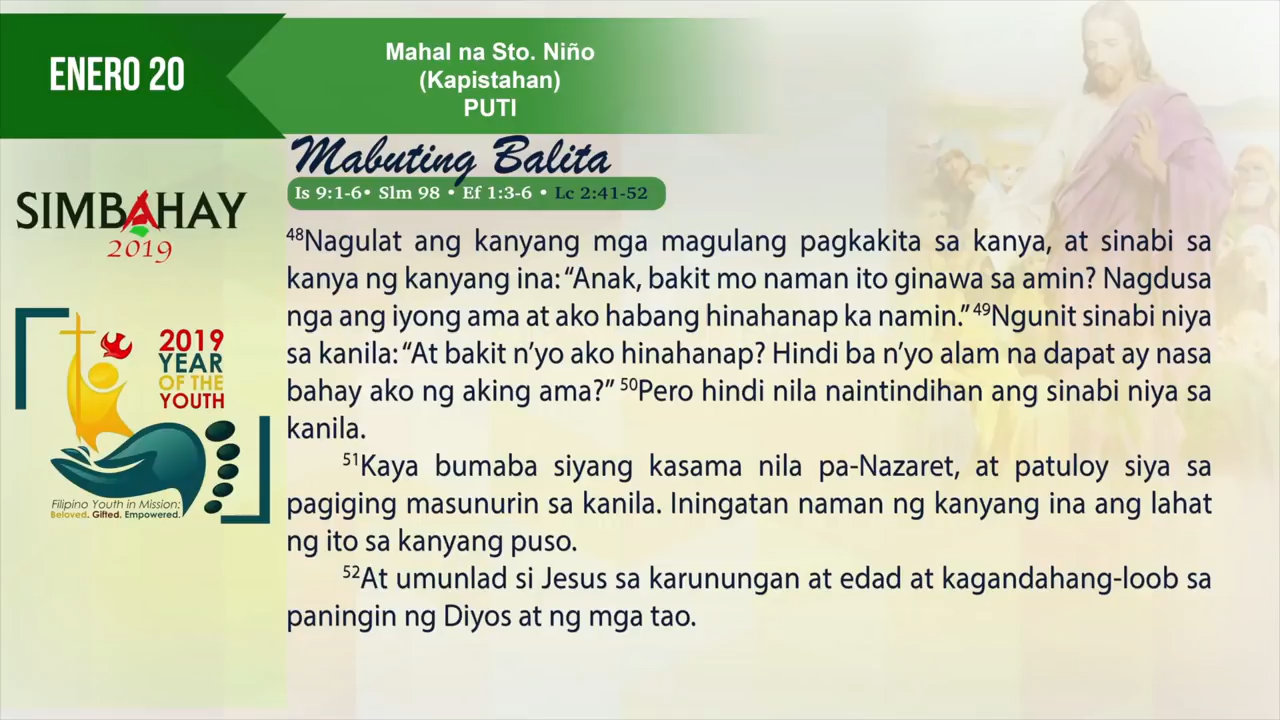 ENERO 20
Mahal na Sto. Niño
(Kapistahan)
PUTI
Mabuting Balita
Is 9:1-6• Slm 98 • Ef 1:3-6 • Lc 2:41-52
SIMBAHAY
2019
2019
YEAR
OF THE
YOUTH
Filipino Youth in Mission:
Beloved. Gifted. Empowered.
48Nagulat ang kanyang mga magulang pagkakita sa kanya, at sinabi sa
kanya ng kanyang ina: “Anak, bakit mo naman ito ginawa sa amin? Nagdusa
nga ang iyong ama at ako habang hinahanap ka namin.” 49Ngunit sinabi niya
sa kanila: “At bakit n’yo ako hinahanap? Hindi ba n’yo alam na dapat ay nasa
bahay ako ng aking ama?” 50Pero hindi nila naintindihan ang sinabi niya sa
kanila.
51Kaya bumaba siyang kasama nila pa-Nazaret, at patuloy siya sa
pagiging masunurin sa kanila. Iningatan naman ng kanyang ina ang lahat
ng ito sa kanyang puso.
52At umunlad si Jesus sa karunungan at edad at kagandahang-loob sa
paningin ng Diyos at ng mga tao.